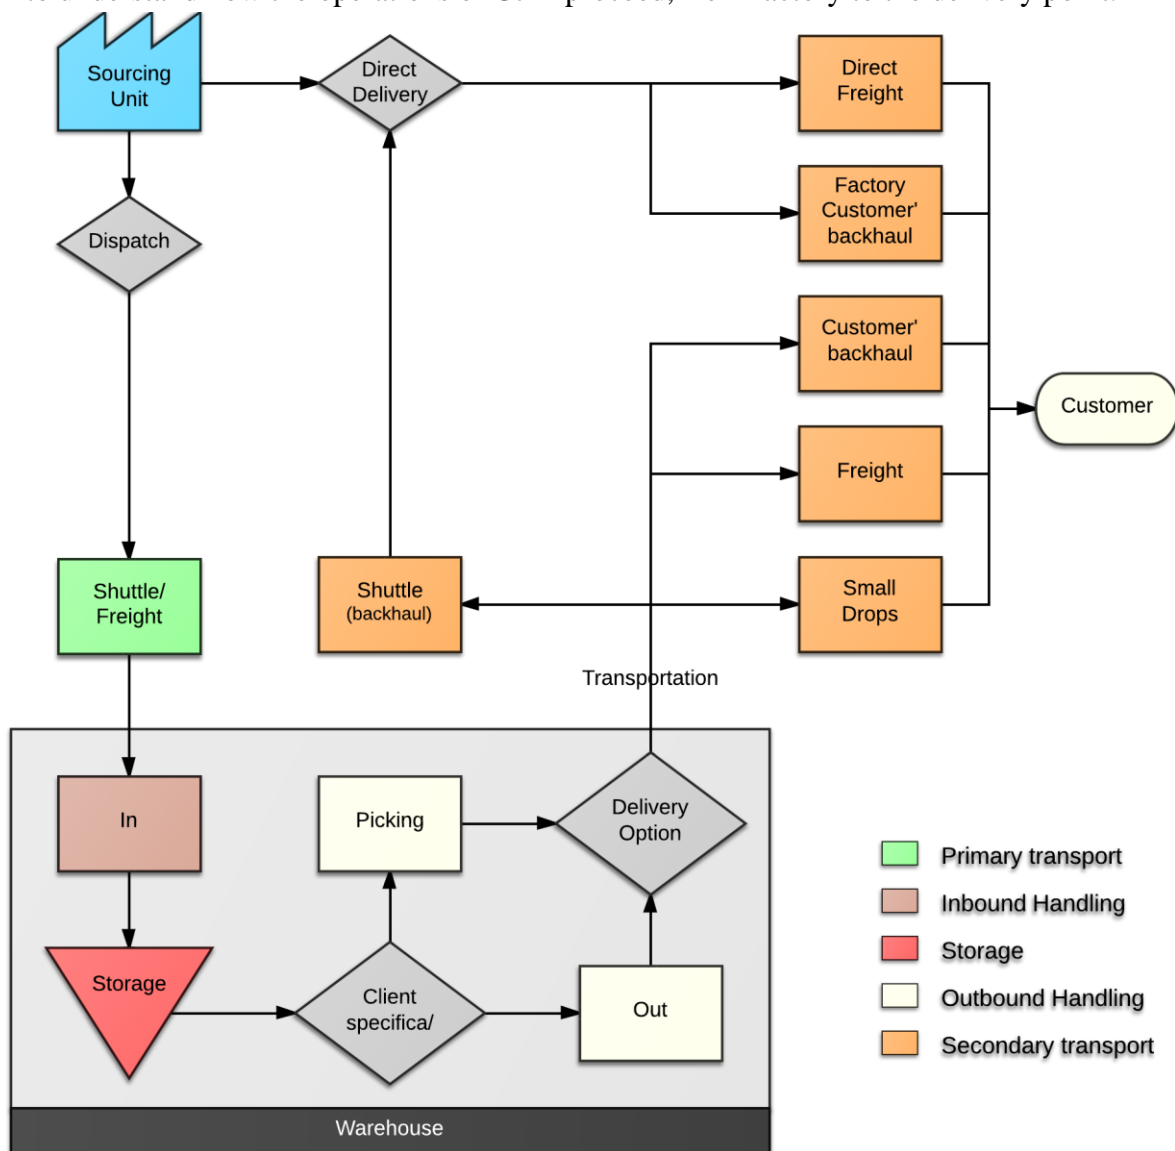 Sourcing
Unit
Direct
Delivery
Direct
Freight
Factory
Customer'
backhaul
Dispatch
Customer'
backhaul
Customer
Freight
Shuttle/
Freight
Shuttle
(backhaul)
Small
Drops
Transportation
In
Picking
Delivery
Option
Storage
Client
specifica/
Out
Primary transport
Inbound Handling
Storage
Outbound Handling
Secondary transport
Warehouse